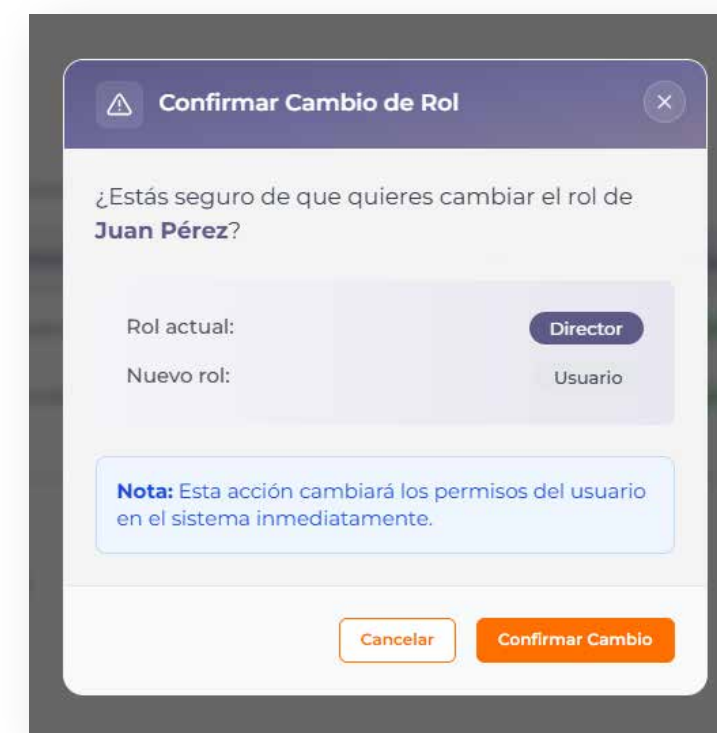 Confirmar Cambio de Rol
¿Estás seguro de que quieres cambiar el rol de
Juan Pérez?
Rol actual:
Director
Nuevo rol:
Usuario
Nota: Esta acción cambiará los permisos del usuario
en el sistema inmediatamente.
Cancelar
Confirmar Cambio